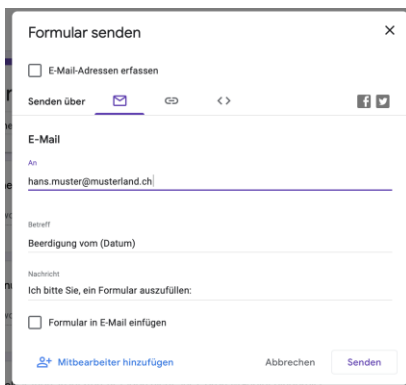 Formular senden
E-Mail-Adressen erfassen
Senden über
E-Mail
An
hans.muster@musterland.ch
Betreff
Beerdigung vom (Datum)
Nachricht
Ich bitte Sie, ein Formular auszufüllen:
Formular in E-Mail einfügen
Mitbearbeiter hinzufügen Abbrechen Senden